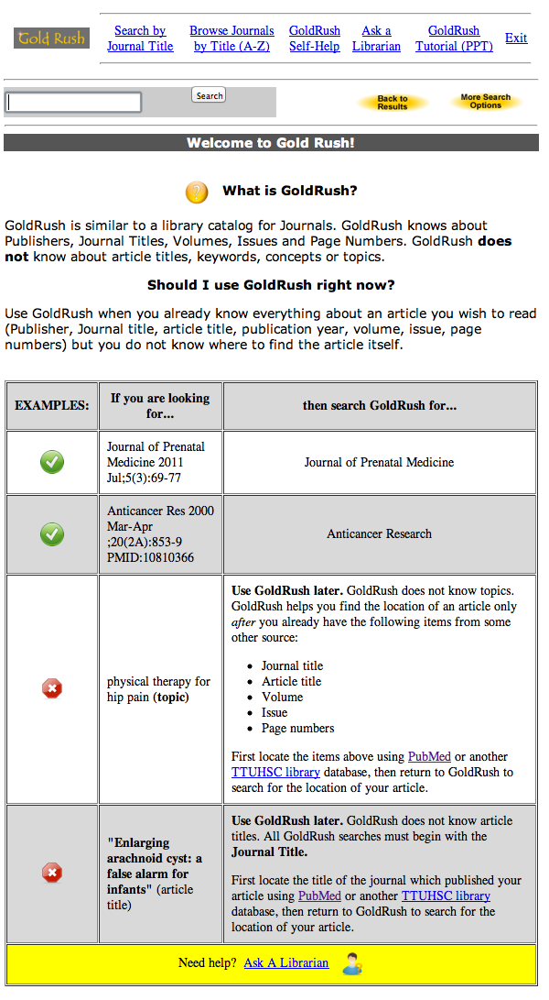 Gold Rush
Search by
Journal Title
Browse Journals
by Title (A-Z)
GoldRush
Self-Help
Ask a
Librarian
GoldRush
Tutorial (PPT)
Exit
Search
Back to
Results
More Search
Options
Welcome to Gold Rush!
?
What is GoldRush?
GoldRush is similar to a library catalog for Journals. GoldRush knows about
Publishers, Journal Titles, Volumes, Issues and Page Numbers. GoldRush does
not know about article titles, keywords, concepts or topics.
Should I use GoldRush right now?
Use GoldRush when you already know everything about an article you wish to read
(Publisher, Journal title, article title, publication year, volume, issue, page
numbers) but you do not know where to find the article itself.
EXAMPLES:
If you are looking
for...
then search GoldRush for...
Journal of Prenatal
Medicine 2011
Jul;5(3):69-77
Journal of Prenatal Medicine
Anticancer Res 2000
Mar-Apr
;20(2A):853-9
PMID:10810366
Anticancer Research
physical therapy for
hip pain (topic)
Use GoldRush later. GoldRush does not know topics.
GoldRush helps you find the location of an article only
after you already have the following items from some
other source:
• Journal title
• Article title
• Volume
• Issue
• Page numbers
First locate the items above using PubMed or another
TTUHSC library database, then return to GoldRush to
search for the location of your article.
"Enlarging
arachnoid cyst: a
false alarm for
infants" (article
title)
Use GoldRush later. GoldRush does not know article
titles. All GoldRush searches must begin with the
Journal Title.
First locate the title of the journal which published your
article using PubMed or another TTUHSC library
database, then return to GoldRush to search for the
location of your article.
Need help? Ask A Librarian